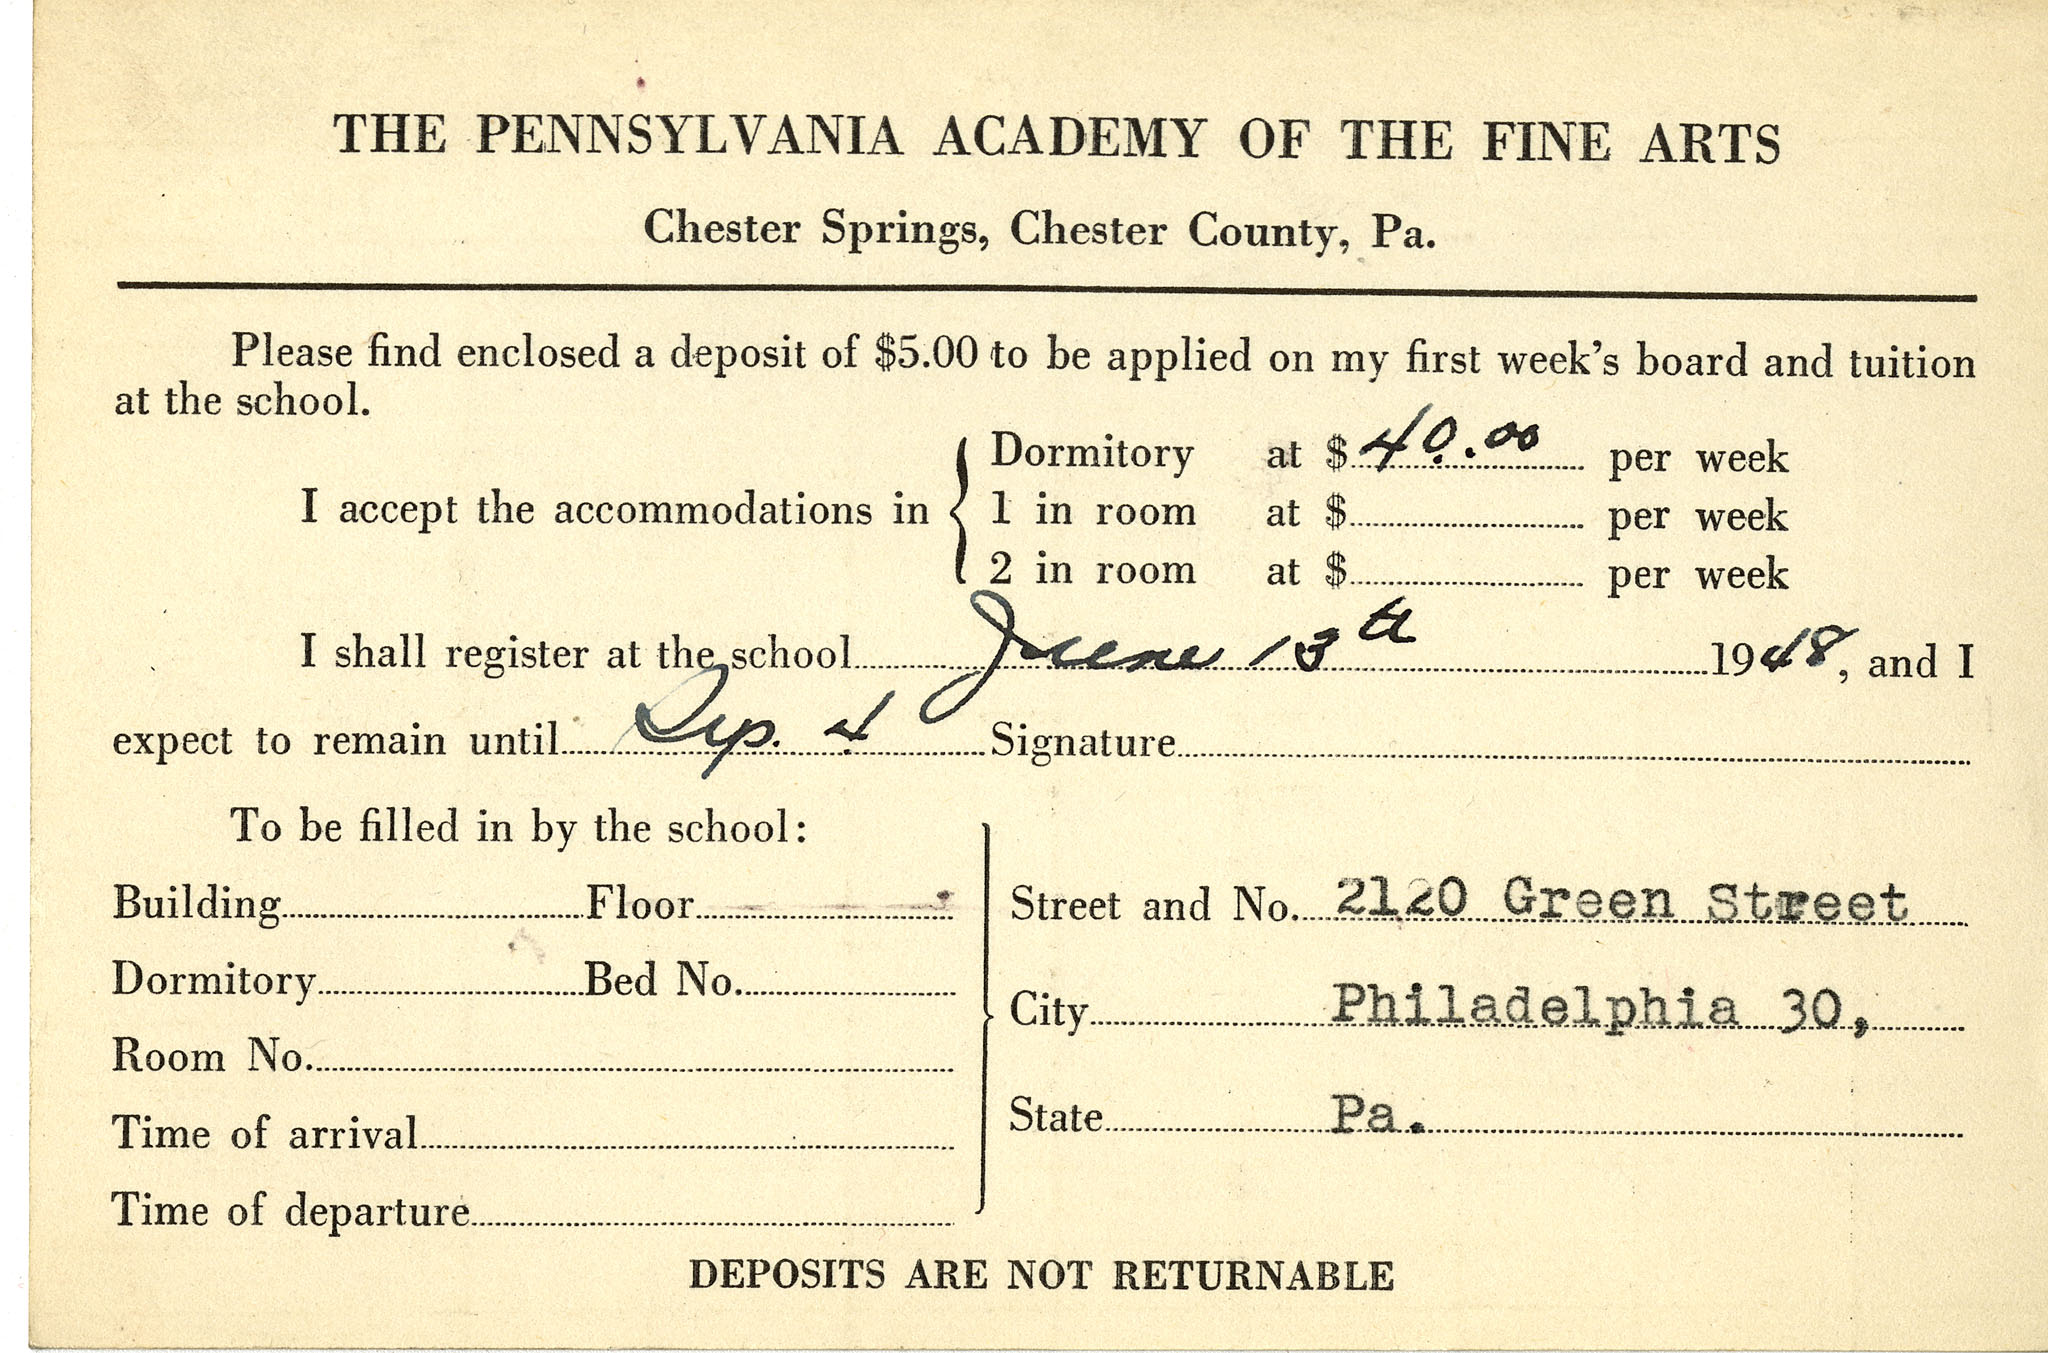 THE PENNSYLVANIA ACADEMY OF THE FINE ARTS
Chester Springs, Chester County, Pa.
Please find enclosed a deposit of $5.00 to be applied on my first week's board and tuition
at the school.
Dormitory at $ 40.00 per week
I accept the accommodations in 1 in room at $ per week
2 in room at $ per week
I shall register at the school June 13th 1948, and I
expect to remain until Sep. 4 Signature
To be filled in by the school:
Building Floor Street and No. 2120 Green Street
Dormitory Bed No.
City Philadelphia 30,
Room No.
State Pa.
Time of arrival
Time of departure
DEPOSITS ARE NOT RETURNABLE